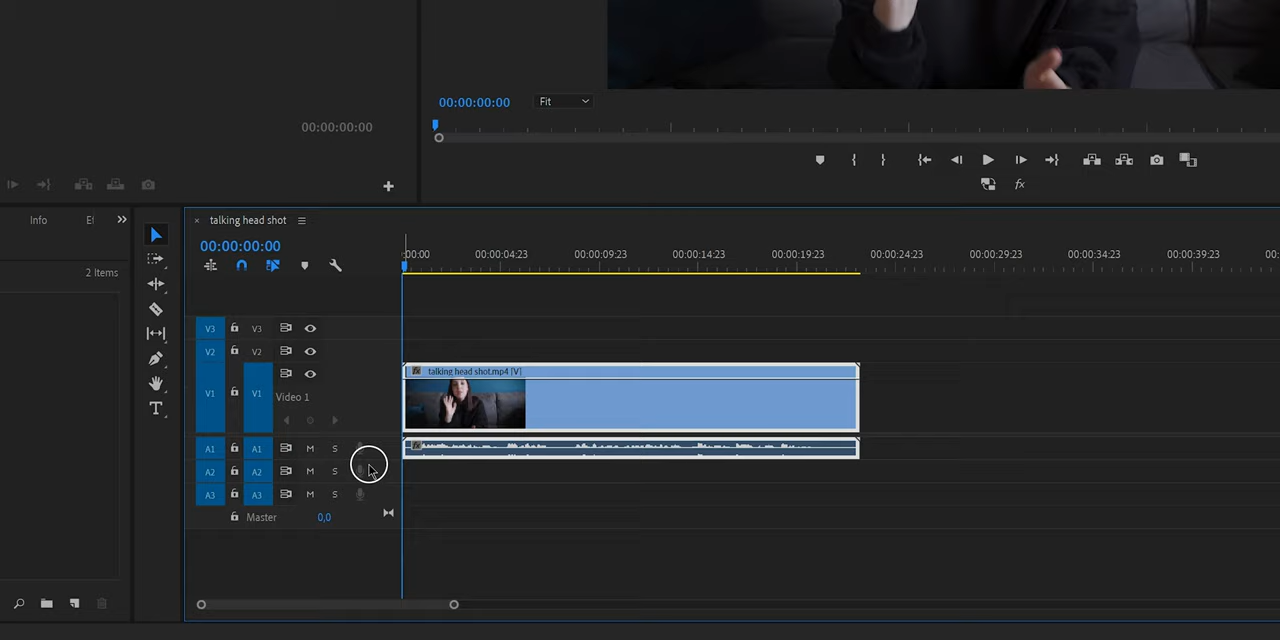 00:00:00:00
Fit
00:00:00:00
Info
Ef
talking head shot
00:00:00:00
2 Items
:00:00
00:00:04:23
00:00:09:23
00:00:14:23
00:00:19:23
00:00:24:23
00:00:29:23
00:00:34:23
00:00:39:23
00:
V3 V3
V2 V2
talking head shot.mp4 [V]
V1 V1 Video 1
A1 A1 M S
A2 A2 M S
A3 A3 M S
Master 0,0